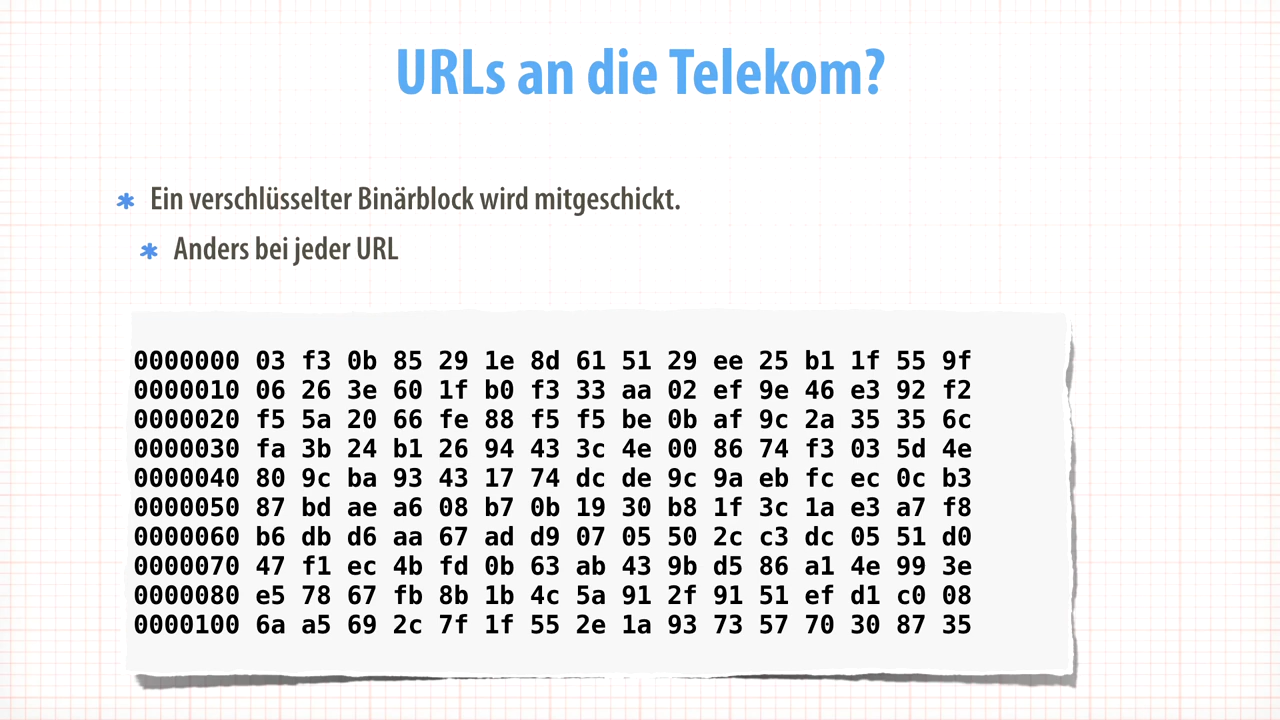 URLs an die Telekom?
Ein verschlüsselter Binärblock wird mitgeschickt.
Anders bei jeder URL
0000000 03 f3 0b 85 29 1e 8d 61 51 29 ee 25 b1 1f 55 9f
0000010 06 26 3e 60 1f b0 f3 33 aa 02 ef 9e 46 e3 92 f2
0000020 f5 5a 20 66 fe 88 f5 f5 be 0b af 9c 2a 35 35 6c
0000030 fa 3b 24 b1 26 94 43 3c 4e 00 86 74 f3 03 5d 4e
0000040 80 9c ba 93 43 17 74 dc de 9c 9a eb fc ec 0c b3
0000050 87 bd ae a6 08 b7 0b 19 30 b8 1f 3c 1a e3 a7 f8
0000060 b6 db d6 aa 67 ad d9 07 05 50 2c c3 dc 05 51 d0
0000070 47 f1 ec 4b fd 0b 63 ab 43 9b d5 86 a1 4e 99 3e
0000080 e5 78 67 fb 8b 1b 4c 5a 91 2f 91 51 ef d1 c0 08
0000100 6a a5 69 2c 7f 1f 55 2e 1a 93 73 57 70 30 87 35